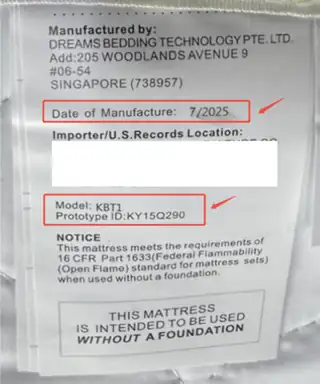 Manufactured by:
DREAMS BEDDING TECHNOLOGY PTE. LTD.
Add:205 WOODLANDS AVENUE 9
#06-54
SINGAPORE (738957)
Date of Manufacture: 7/2025
Importer/U.S.Records Location:
Model: KBT1
Prototype ID:KY15Q290
NOTICE
This mattress meets the requirements of
16 CFR Part 1633(Federal Flammability
(Open Flame) standard for mattress sets)
when used without a foundation.
THIS MATTRESS
IS INTENDED TO BE USED
WITHOUT A FOUNDATION